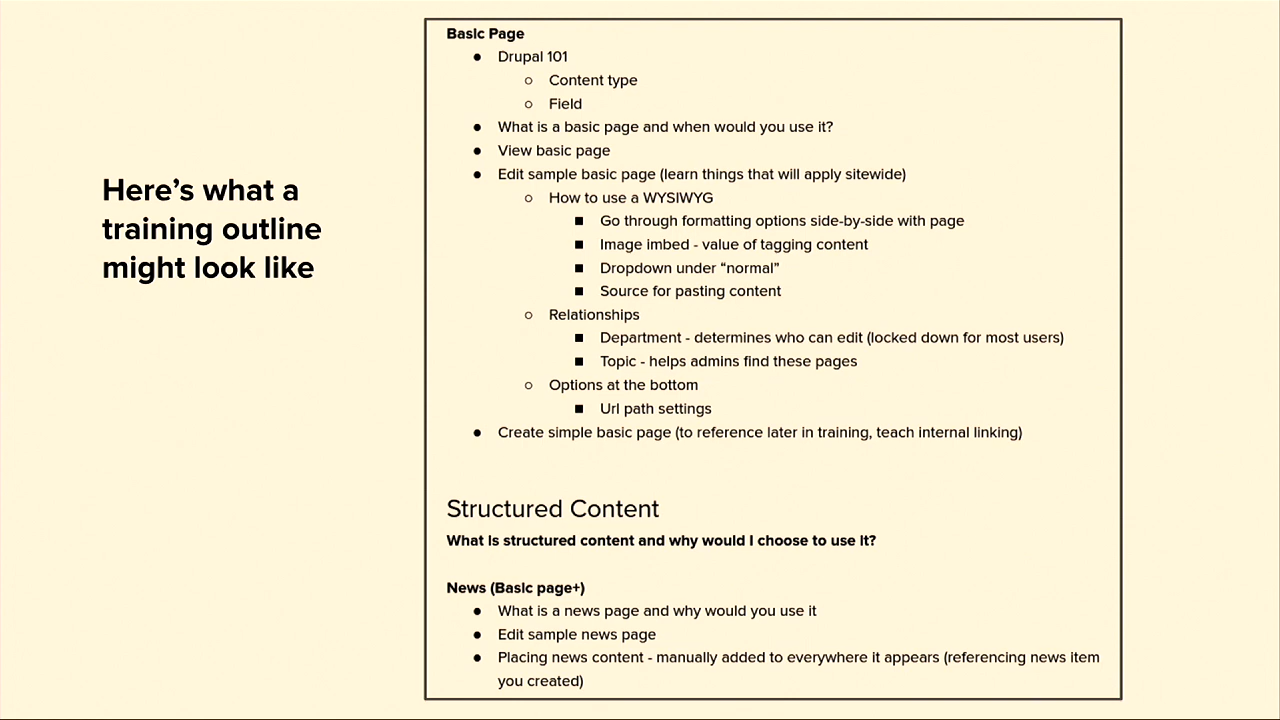 Here’s what a
training outline
might look like
Basic Page
● Drupal 101
○ Content type
○ Field
● What is a basic page and when would you use it?
● View basic page
● Edit sample basic page (learn things that will apply sitewide)
○ How to use a WYSIWYG
■ Go through formatting options side-by-side with page
■ Image imbed - value of tagging content
■ Dropdown under “normal”
■ Source for pasting content
○ Relationships
■ Department - determines who can edit (locked down for most users)
■ Topic - helps admins find these pages
○ Options at the bottom
■ Url path settings
● Create simple basic page (to reference later in training, teach internal linking)
Structured Content
What is structured content and why would I choose to use it?
News (Basic page+)
● What is a news page and why would you use it
● Edit sample news page
● Placing news content - manually added to everywhere it appears (referencing news item
you created)